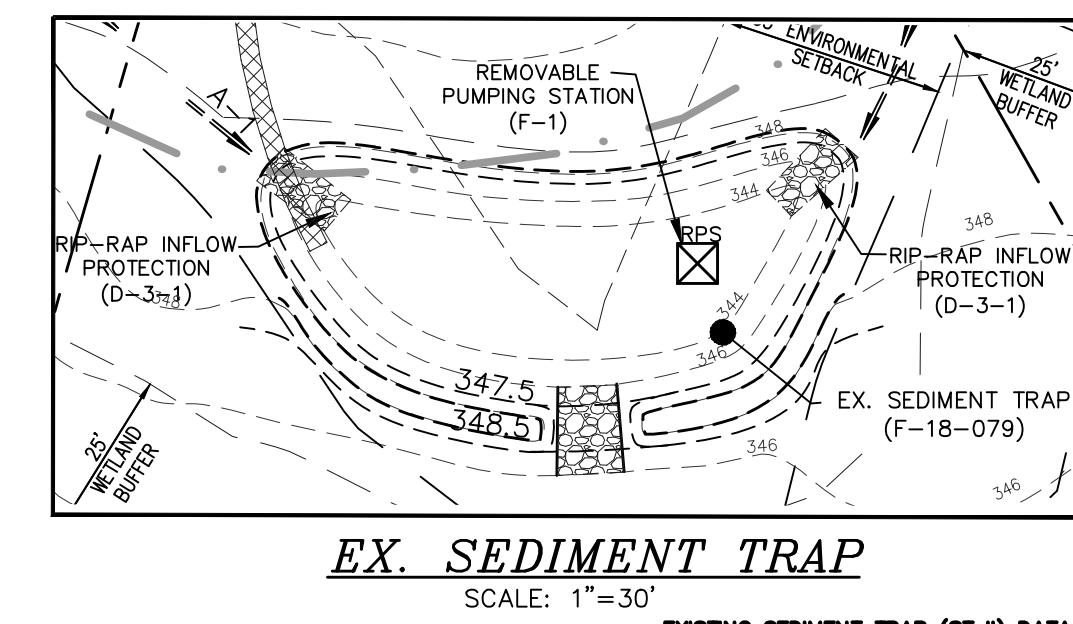 ENVIRONMENTAL
SETBACK
25'
WETLAND
BUFFER
REMOVABLE
PUMPING STATION
(F-1)
A
348
346
344
348
RPS
RIP-RAP INFLOW
PROTECTION
(D-3-1)
348
RIP-RAP INFLOW
PROTECTION
(D-3-1)
344
346
347.5
348.5
EX. SEDIMENT TRAP
(F-18-079)
25'
WETLAND
BUFFER
346
346
EX. SEDIMENT TRAP
SCALE: 1"=30'